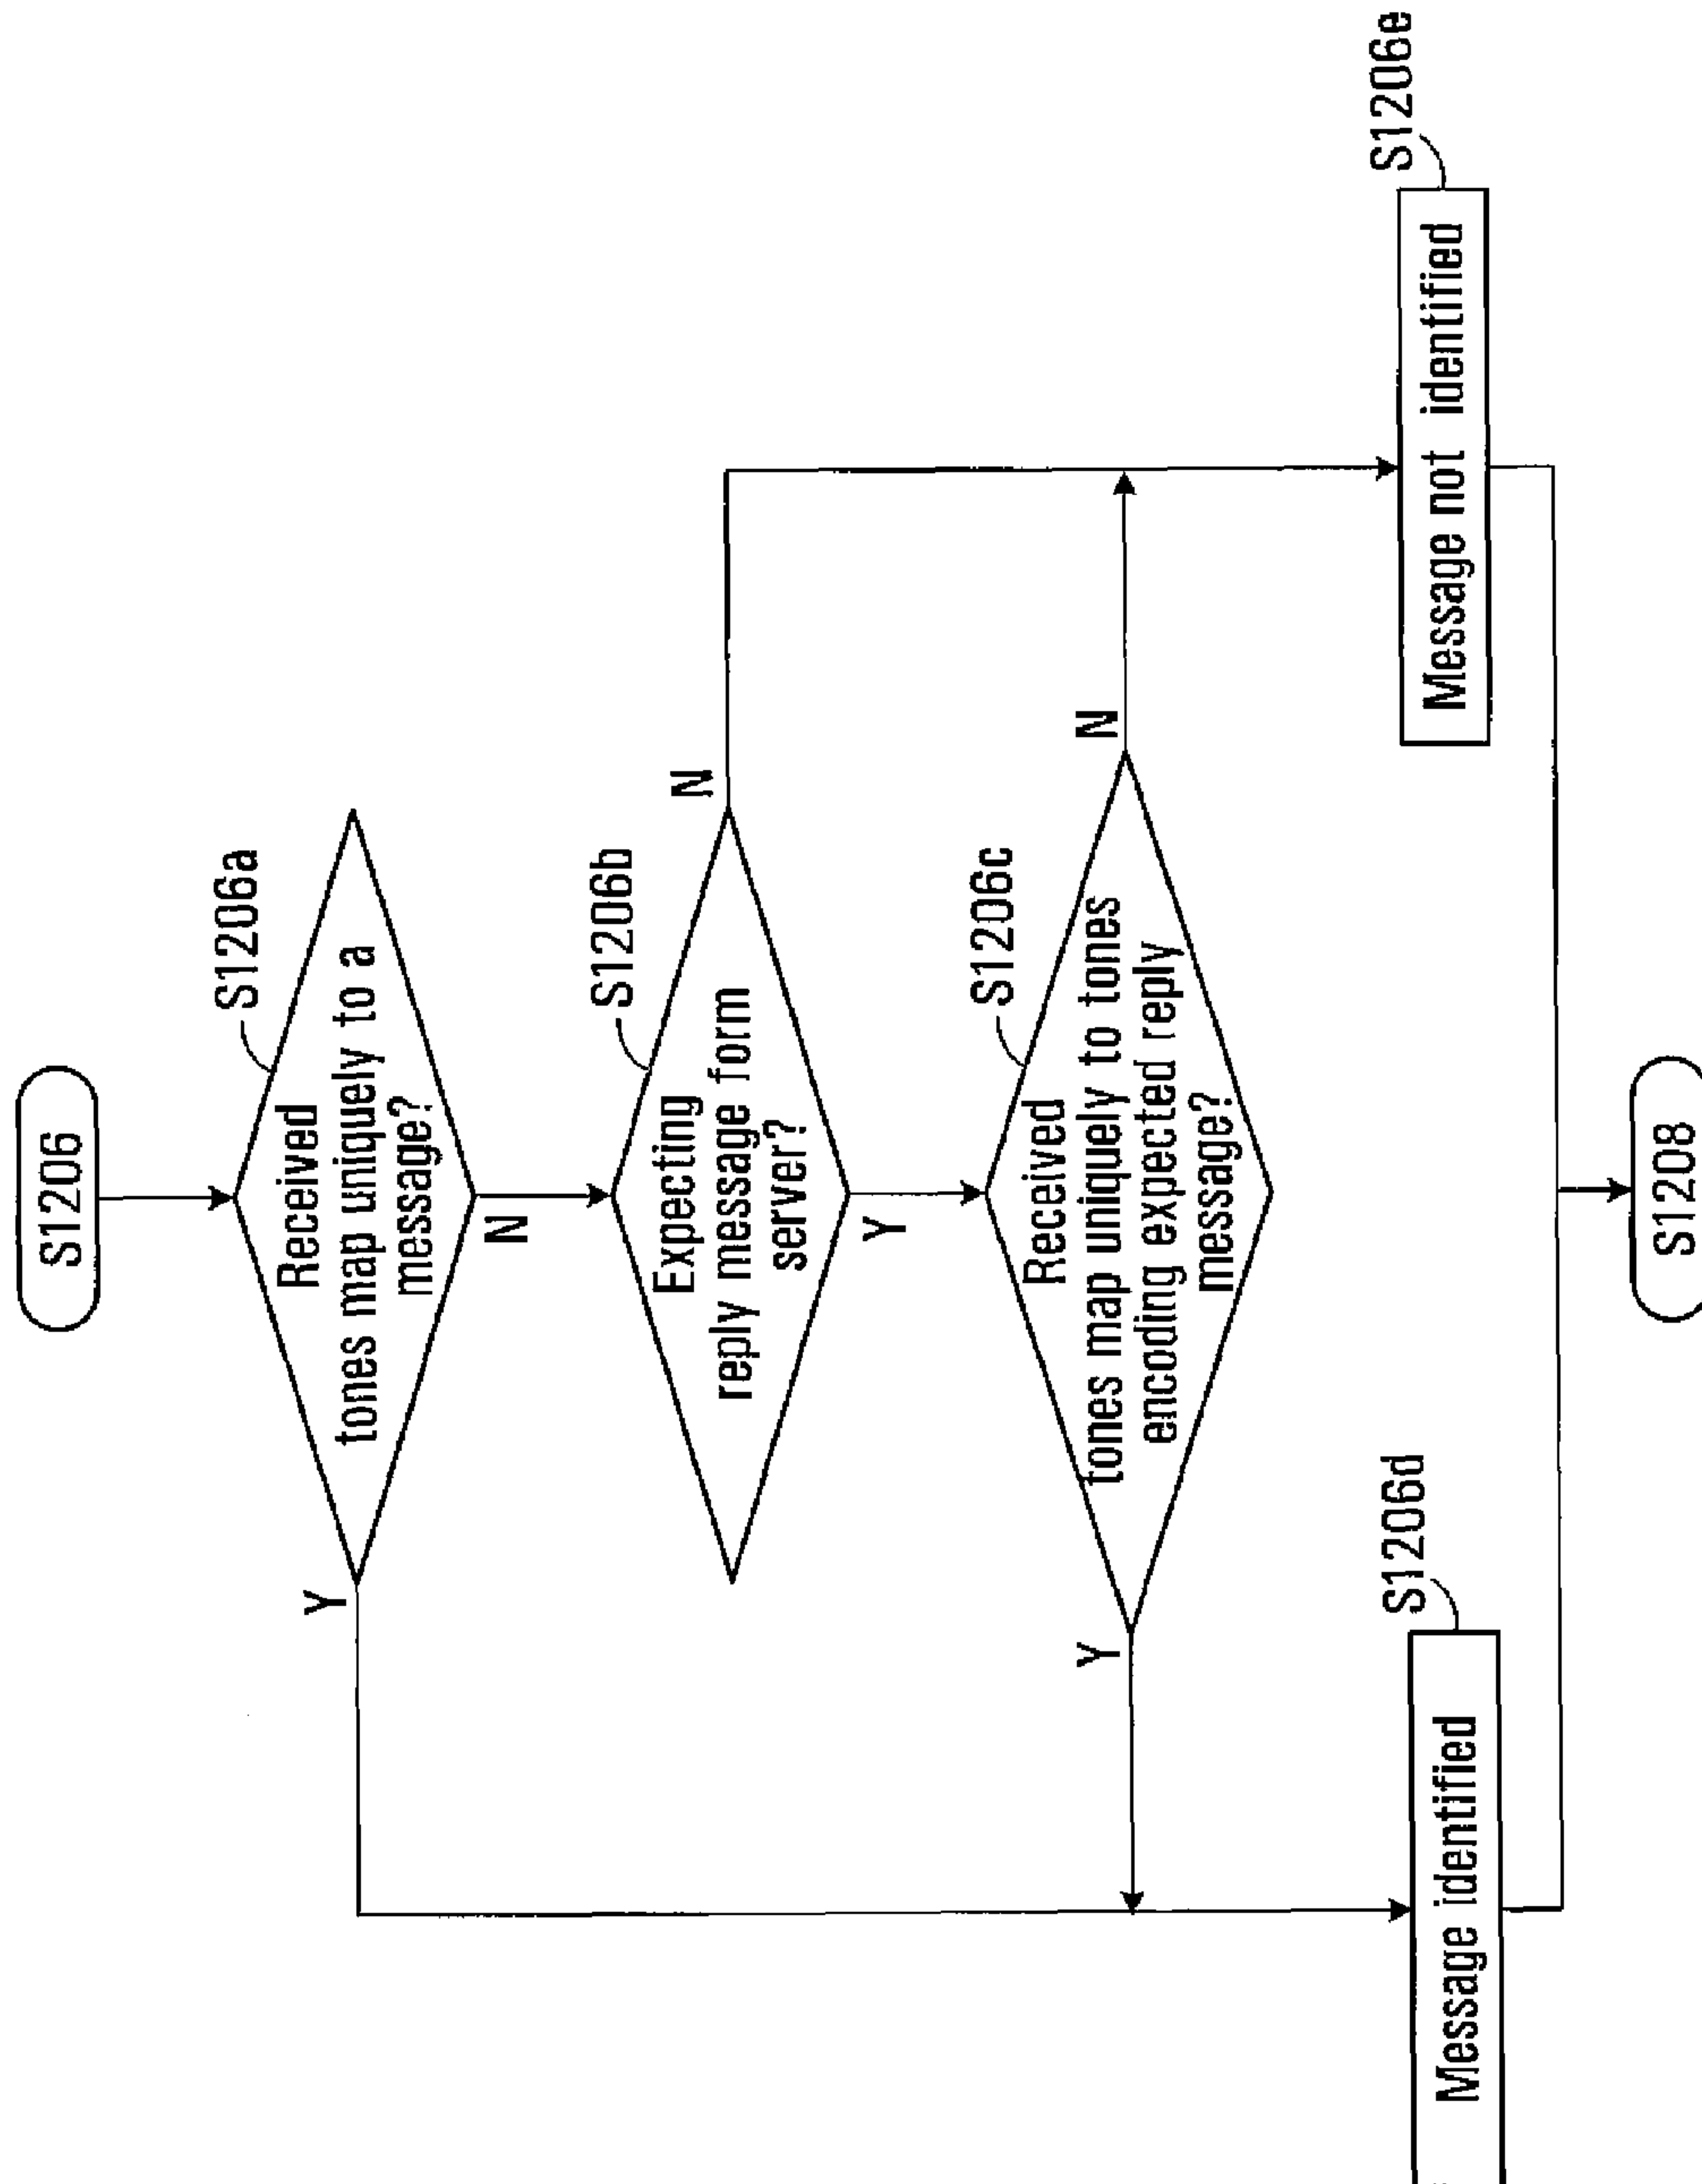 S1206
S1206a
Received
tones map uniquely to a
message?
Y
N
S1206b
Expecting
reply message form
server?
N
Y
S1206c
Received
tones map uniquely to tones
encoding expected reply
message?
Y
N
S1206d
Message identified
S1206e
Message not identified
S1208